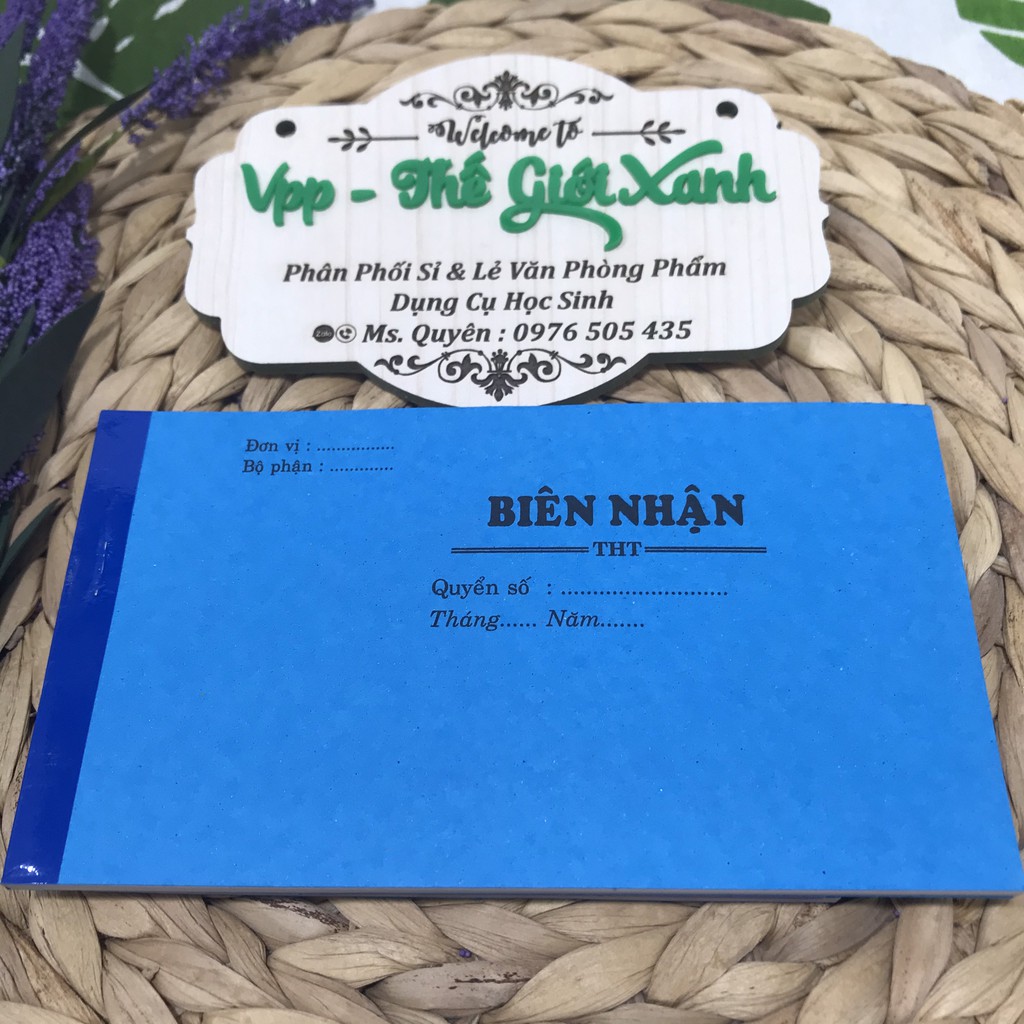 Welcome to
Vpp - Thế Giới Xanh
Phân Phối Sỉ & Lẻ Văn Phòng Phẩm
Dụng Cụ Học Sinh
Zalo Ms. Quyên : 0976 505 435
Đơn vị : ................
Bộ phận : .............
BIÊN NHẬN
THT
Quyển số : ..........................
Tháng...... Năm.......